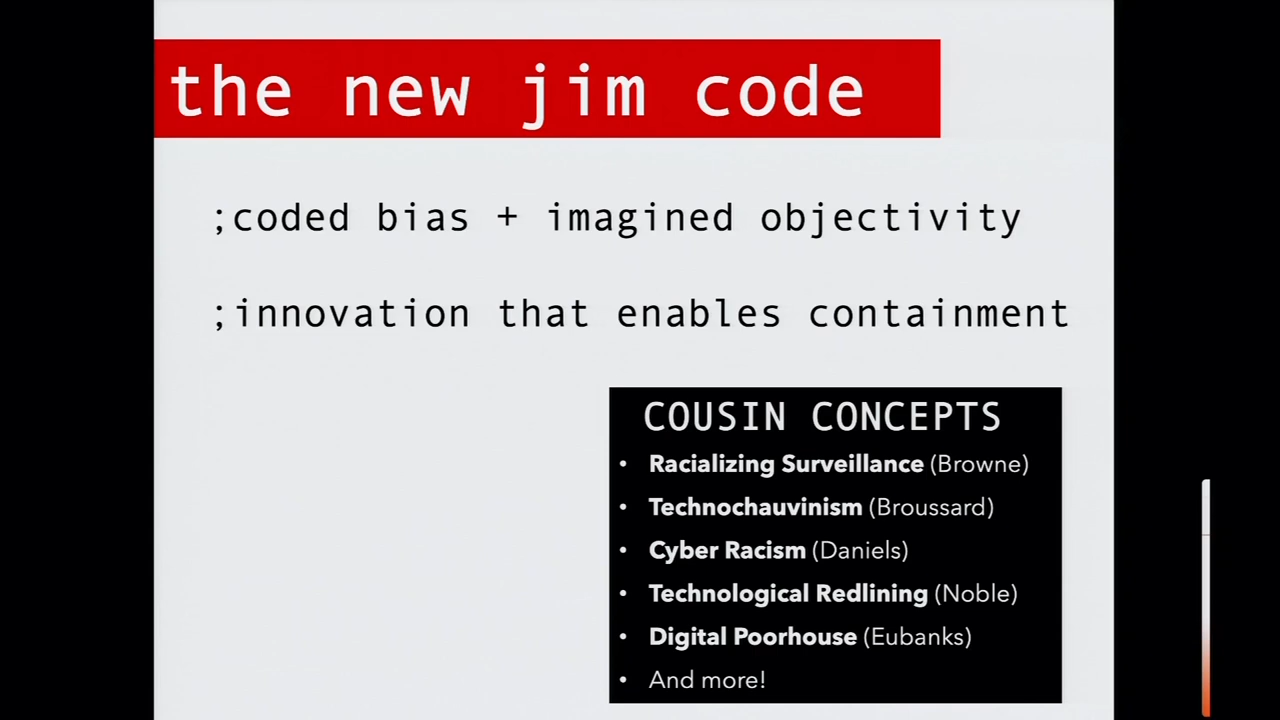 the new jim code
;coded bias + imagined objectivity
;innovation that enables containment
COUSIN CONCEPTS
• Racializing Surveillance (Browne)
• Technochauvinism (Broussard)
• Cyber Racism (Daniels)
• Technological Redlining (Noble)
• Digital Poorhouse (Eubanks)
• And more!